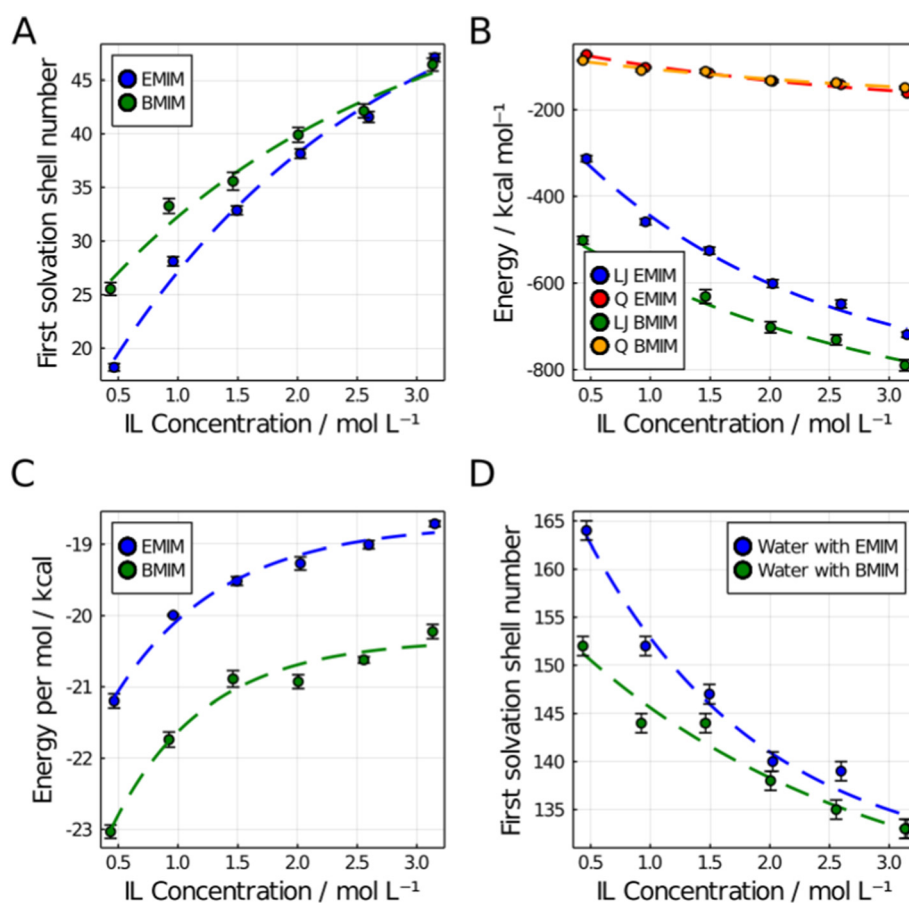 A
EMIM
BMIM
45
40
35
30
25
20
First solvation shell number
0.5 1.0 1.5 2.0 2.5 3.0
IL Concentration / mol L⁻¹
B
-200
-400
-600
-800
Energy / kcal mol⁻¹
LJ EMIM
Q EMIM
LJ BMIM
Q BMIM
0.5 1.0 1.5 2.0 2.5 3.0
IL Concentration / mol L⁻¹
C
EMIM
BMIM
-19
-20
-21
-22
-23
Energy per mol / kcal
0.5 1.0 1.5 2.0 2.5 3.0
IL Concentration / mol L⁻¹
D
Water with EMIM
Water with BMIM
165
160
155
150
145
140
135
First solvation shell number
0.5 1.0 1.5 2.0 2.5 3.0
IL Concentration / mol L⁻¹